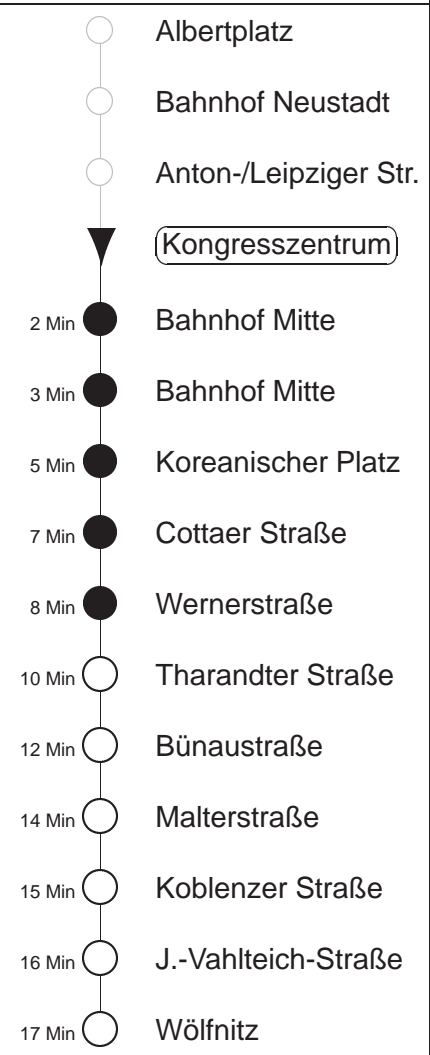 Albertplatz
Bahnhof Neustadt
Anton-/Leipziger Str.
Kongresszentrum
2 Min Bahnhof Mitte
3 Min Bahnhof Mitte
5 Min Koreanischer Platz
7 Min Cottaer Straße
8 Min Wernerstraße
10 Min Tharandter Straße
12 Min Bünaustraße
14 Min Malterstraße
15 Min Koblenzer Straße
16 Min J.-Vahlteich-Straße
17 Min Wölfnitz